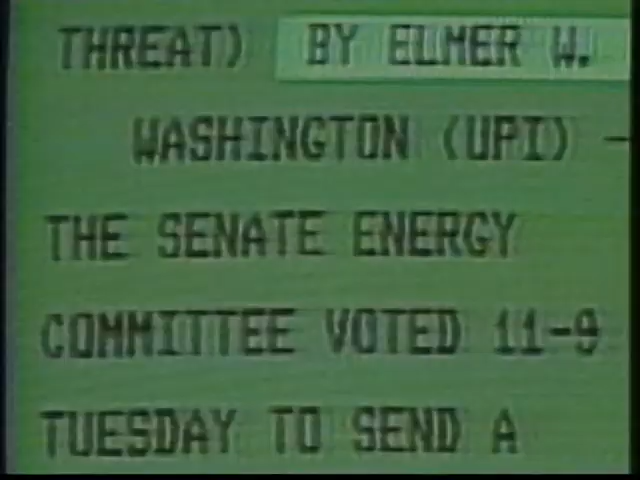 THREAT) BY ELMER W.
WASHINGTON (UPI) -
THE SENATE ENERGY
COMMITTEE VOTED 11-9
TUESDAY TO SEND A